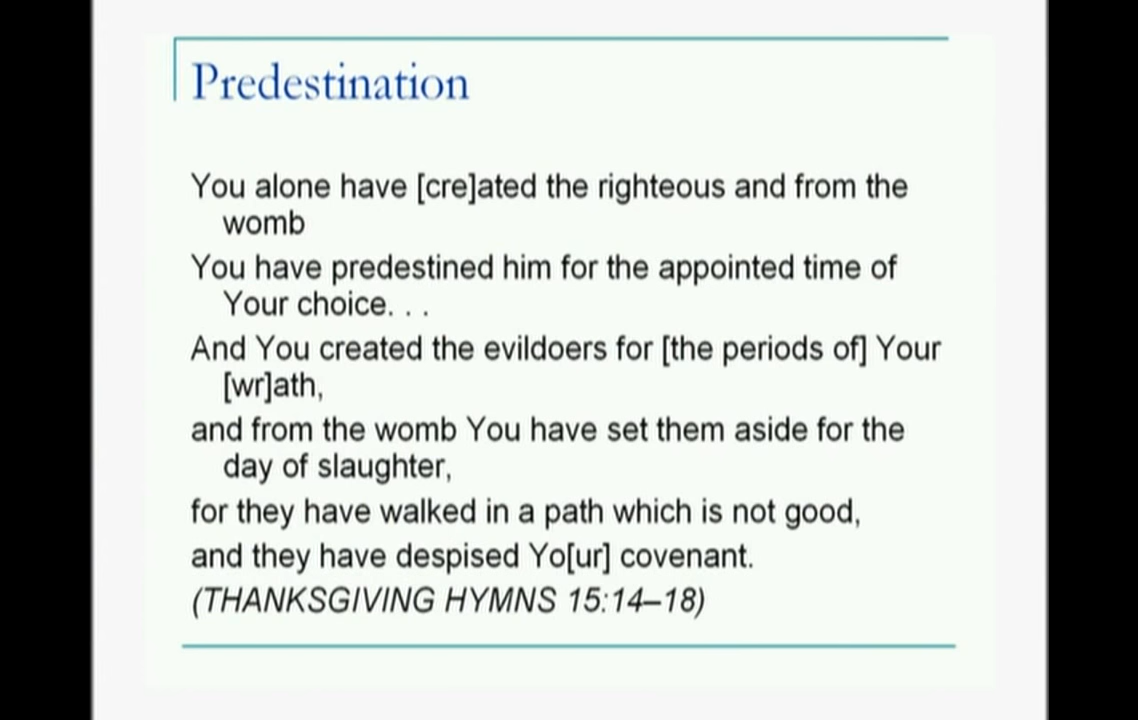 Predestination
You alone have [cre]ated the righteous and from the
womb
You have predestined him for the appointed time of
Your choice. . .
And You created the evildoers for [the periods of] Your
[wr]ath,
and from the womb You have set them aside for the
day of slaughter,
for they have walked in a path which is not good,
and they have despised Yo[ur] covenant.
(THANKSGIVING HYMNS 15:14–18)